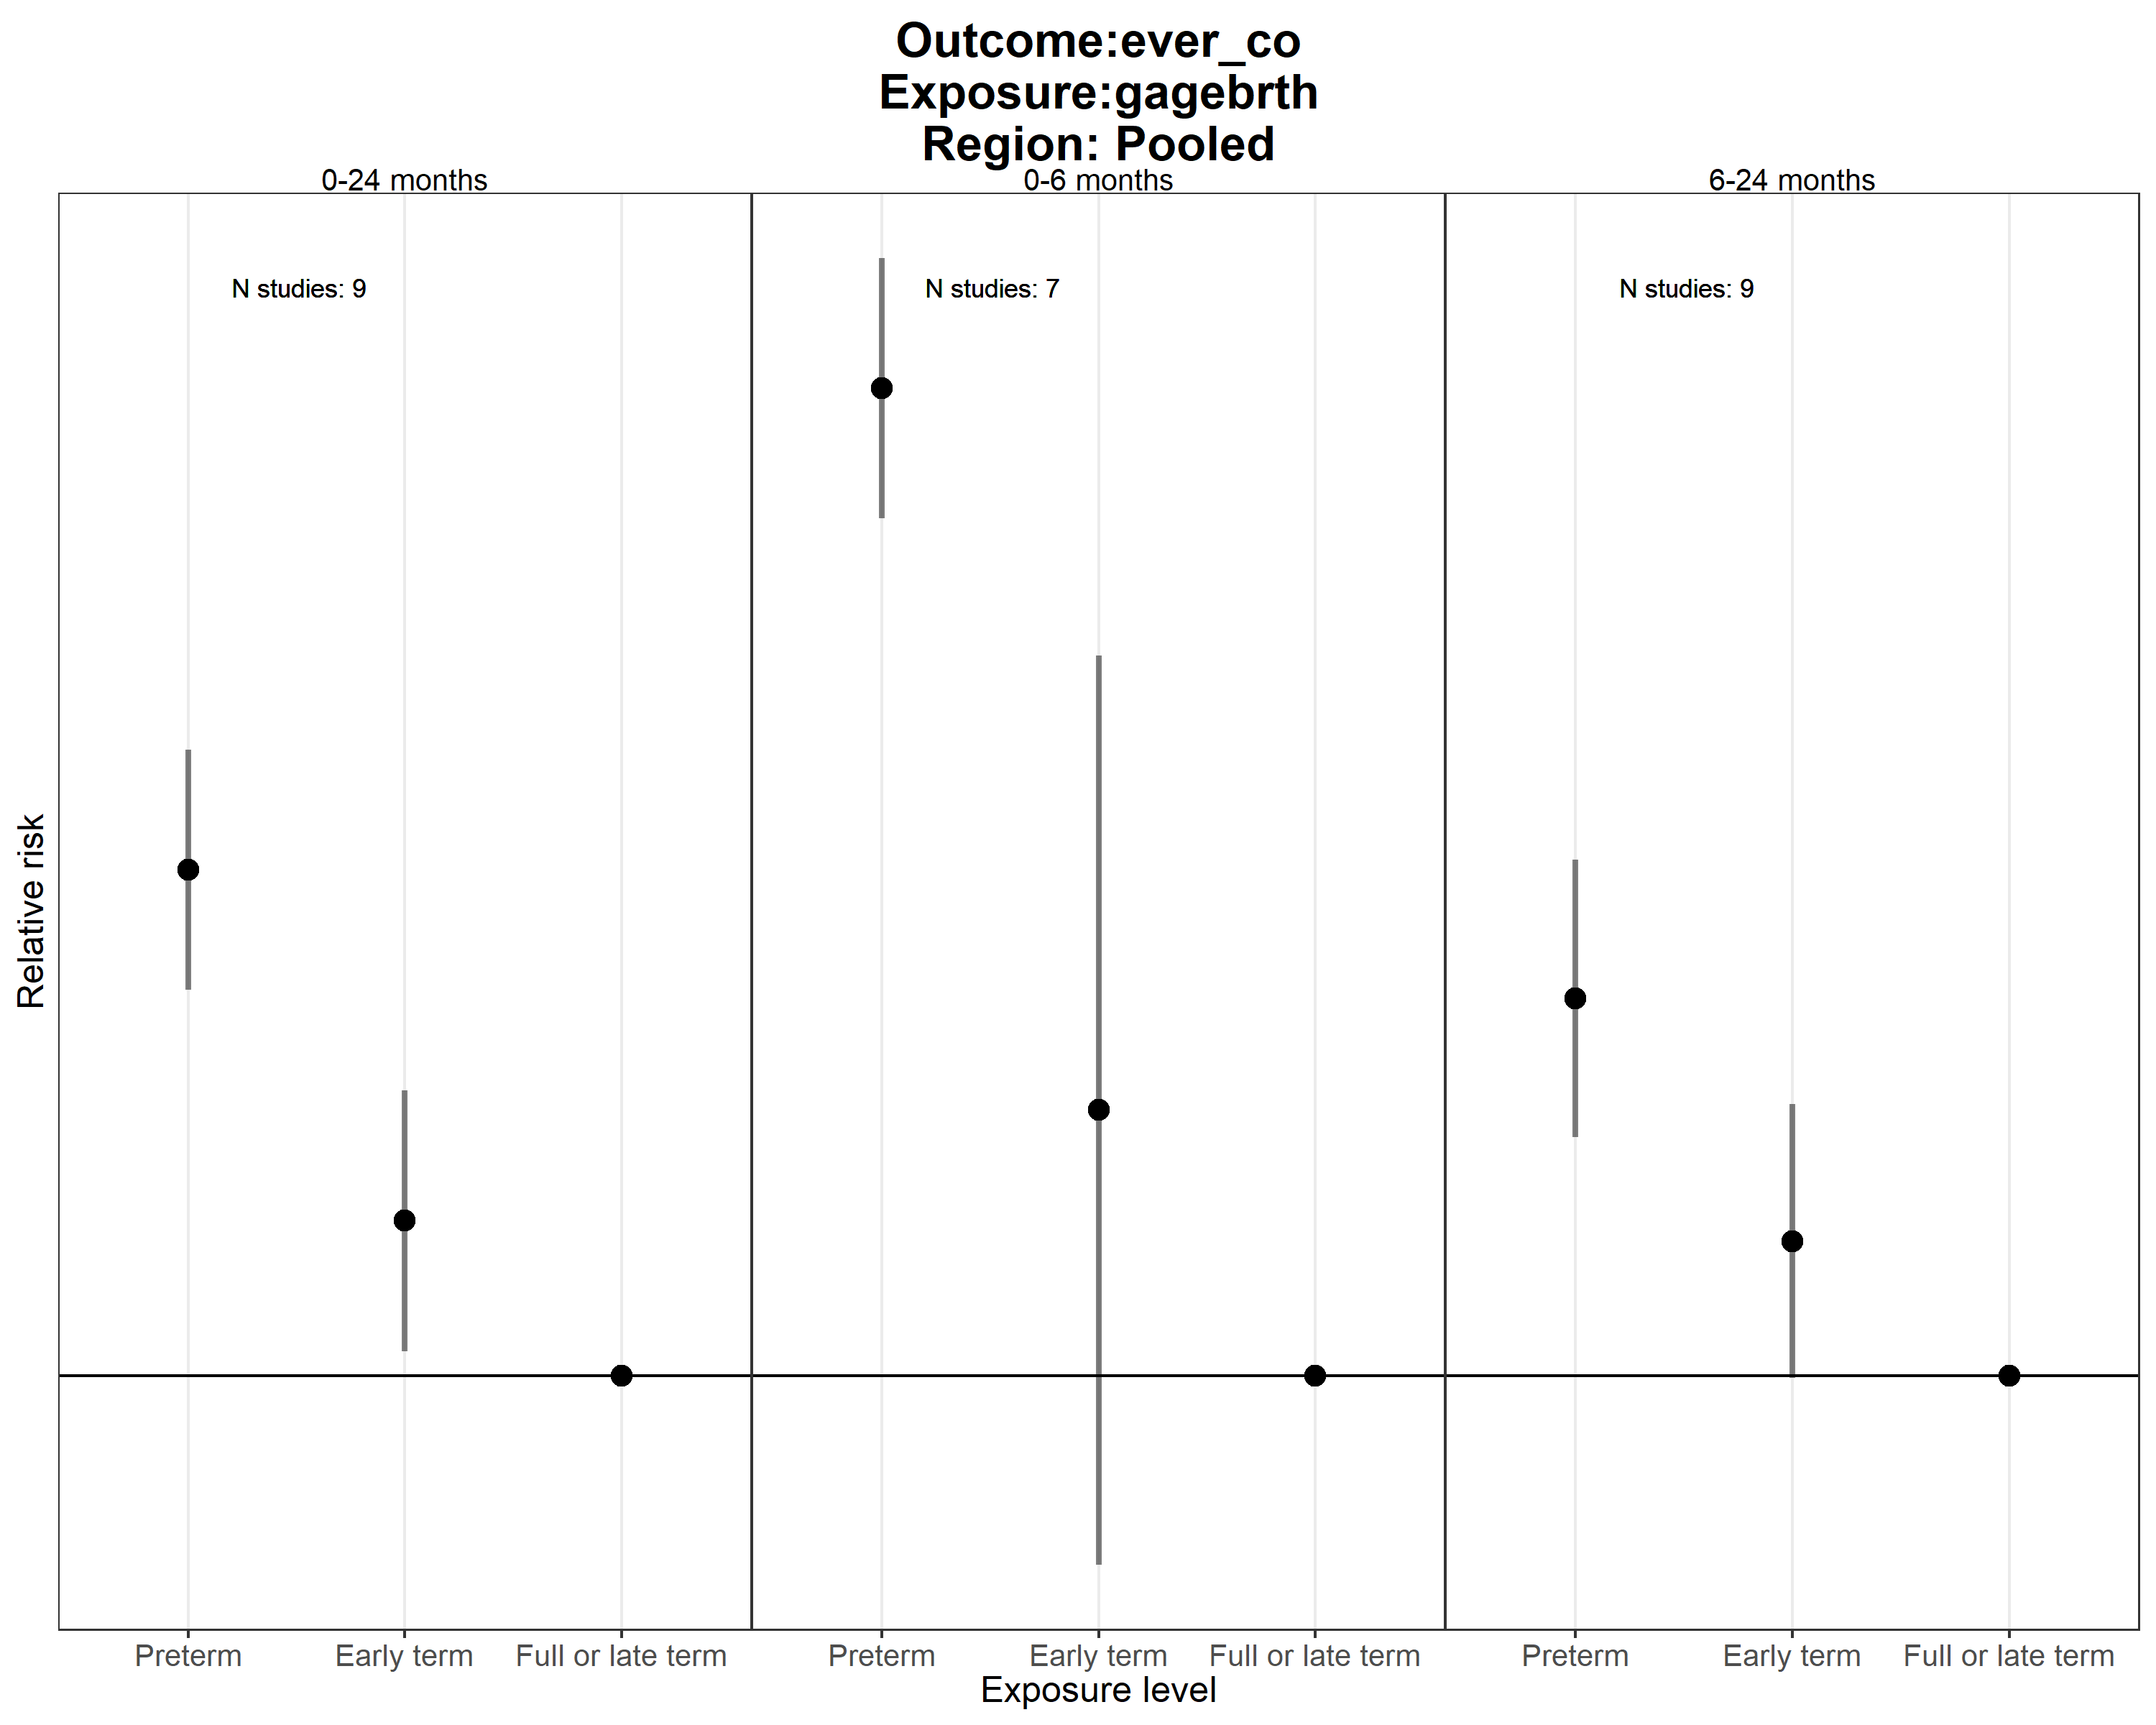 Outcome:ever_co
Exposure:gagebrth
Region: Pooled
0-24 months
0-6 months
6-24 months
N studies: 9
N studies: 7
N studies: 9
Relative risk
Preterm
Early term
Full or late term
Preterm
Early term
Full or late term
Preterm
Early term
Full or late term
Exposure level